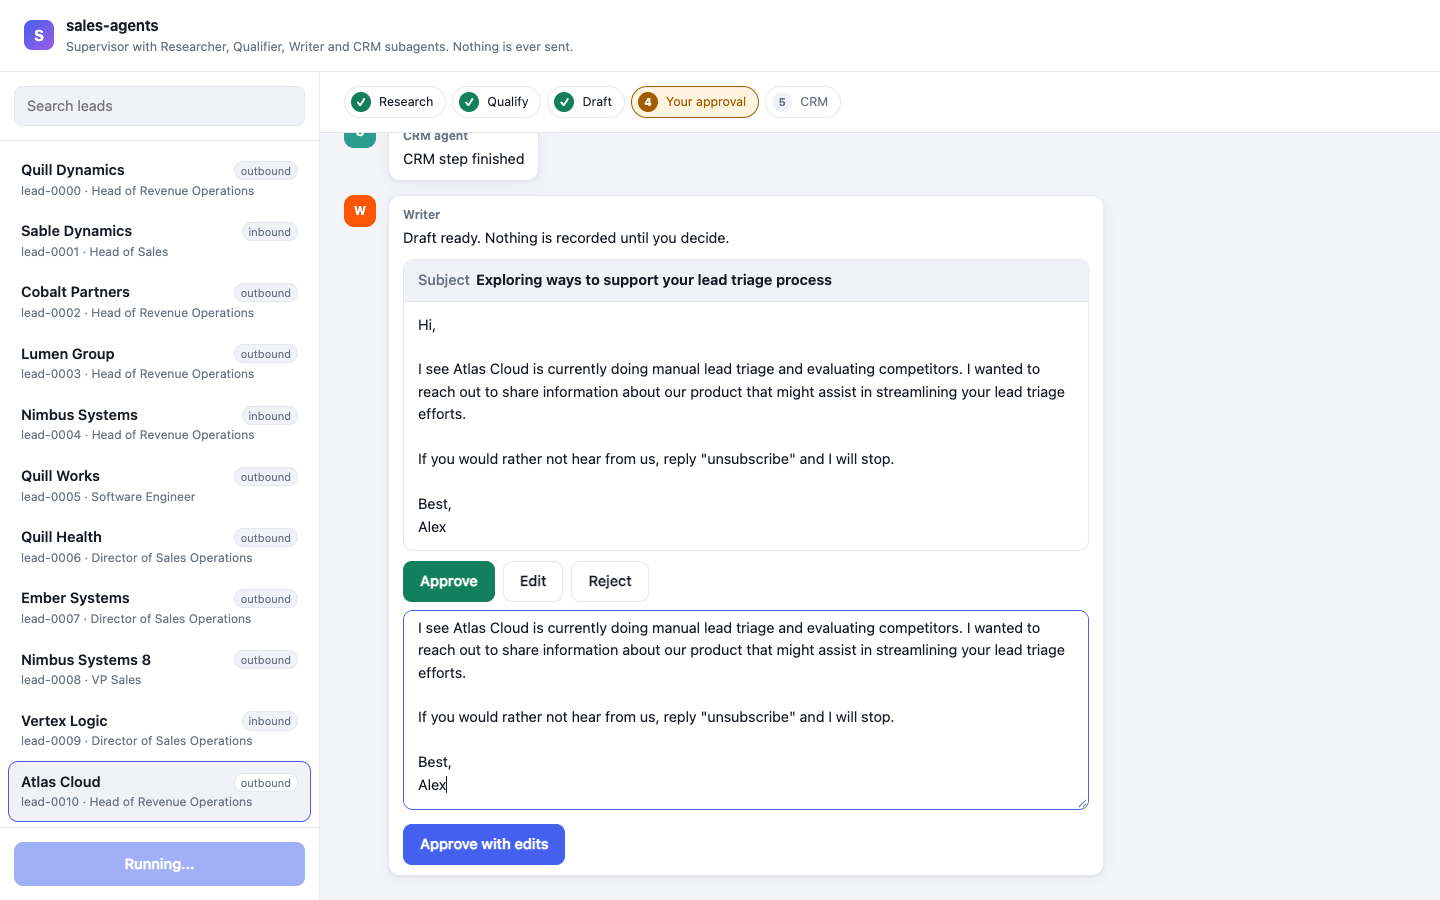 S
sales-agents
Supervisor with Researcher, Qualifier, Writer and CRM subagents. Nothing is ever sent.
Search leads
Quill Dynamics
outbound
lead-0000 · Head of Revenue Operations
Sable Dynamics
inbound
lead-0001 · Head of Sales
Cobalt Partners
outbound
lead-0002 · Head of Revenue Operations
Lumen Group
outbound
lead-0003 · Head of Revenue Operations
Nimbus Systems
inbound
lead-0004 · Head of Revenue Operations
Quill Works
outbound
lead-0005 · Software Engineer
Quill Health
outbound
lead-0006 · Director of Sales Operations
Ember Systems
outbound
lead-0007 · Director of Sales Operations
Nimbus Systems 8
outbound
lead-0008 · VP Sales
Vertex Logic
inbound
lead-0009 · Director of Sales Operations
Atlas Cloud
outbound
lead-0010 · Head of Revenue Operations
Running...
Research
Qualify
Draft
4 Your approval
5 CRM
CRM agent
CRM step finished
W
Writer
Draft ready. Nothing is recorded until you decide.
Subject Exploring ways to support your lead triage process
Hi,
I see Atlas Cloud is currently doing manual lead triage and evaluating competitors. I wanted to
reach out to share information about our product that might assist in streamlining your lead triage
efforts.
If you would rather not hear from us, reply "unsubscribe" and I will stop.
Best,
Alex
Approve
Edit
Reject
I see Atlas Cloud is currently doing manual lead triage and evaluating competitors. I wanted to
reach out to share information about our product that might assist in streamlining your lead triage
efforts.
If you would rather not hear from us, reply "unsubscribe" and I will stop.
Best,
Alex
Approve with edits